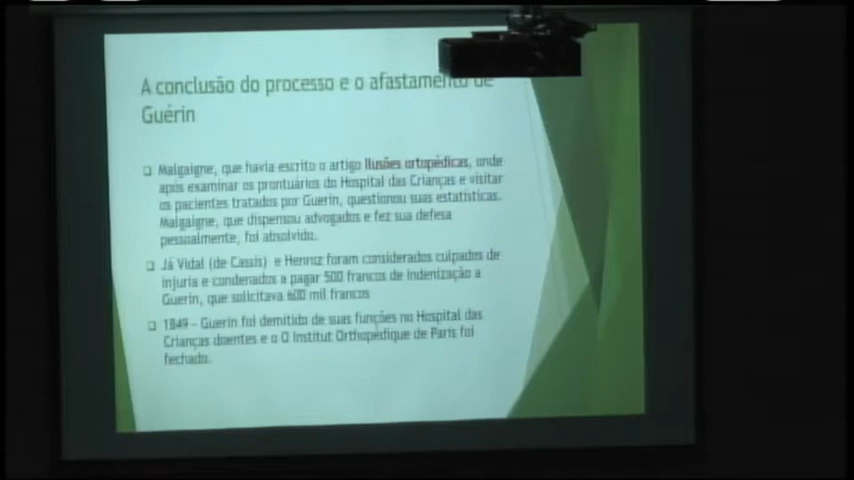 A conclusão do processo e o afastamento de
Guérin
Malgaigne, que havia escrito o artigo Ilusões ortopédicas, onde
após examinar os prontuários do Hospital das Crianças e visitar
os pacientes tratados por Guerin, questionou suas estatísticas.
Malgaigne, que dispensou advogados e fez sua defesa
pessoalmente, foi absolvido.
Já Vidal (de Cassis) e Henroz foram considerados culpados de
injuria e condenados a pagar 500 francos de indenização a
Guerin, que solicitava 600 mil francos
1849 – Guerin foi demitido de suas funções no Hospital das
Crianças doentes e o O Institut Orthopédique de Paris foi
fechado.